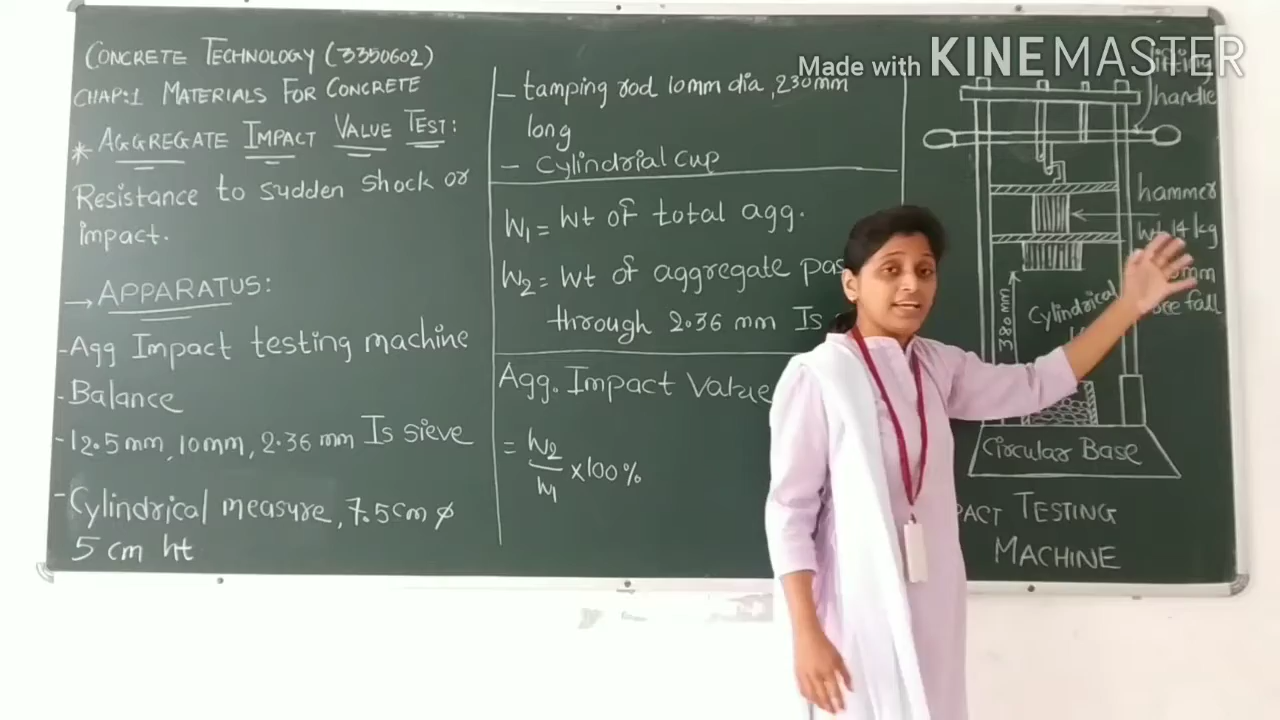 Made with KINEMASTER
CONCRETE TECHNOLOGY (3350602)
CHAP:1 MATERIALS FOR CONCRETE
* AGGREGATE IMPACT VALUE TEST:
Resistance to sudden shock or
impact.
→ APPARATUS:
- Agg Impact testing machine
- Balance
- 12.5mm, 10mm, 2.36 mm Is sieve
- Cylindrical measure, 7.5cm ϕ
5 cm ht
- tamping rod 10mm dia, 230mm
long
- Cylindrial cup
W1 = Wt of total agg.
W2 = Wt of aggregate pas
through 2.36 mm Is
Agg. Impact Value
= W2/W1 × 100%
lifting
handle
hammer
wt 14 kg
mm
fall
380 mm
Cylindrical
Circular Base
PACT TESTING
MACHINE